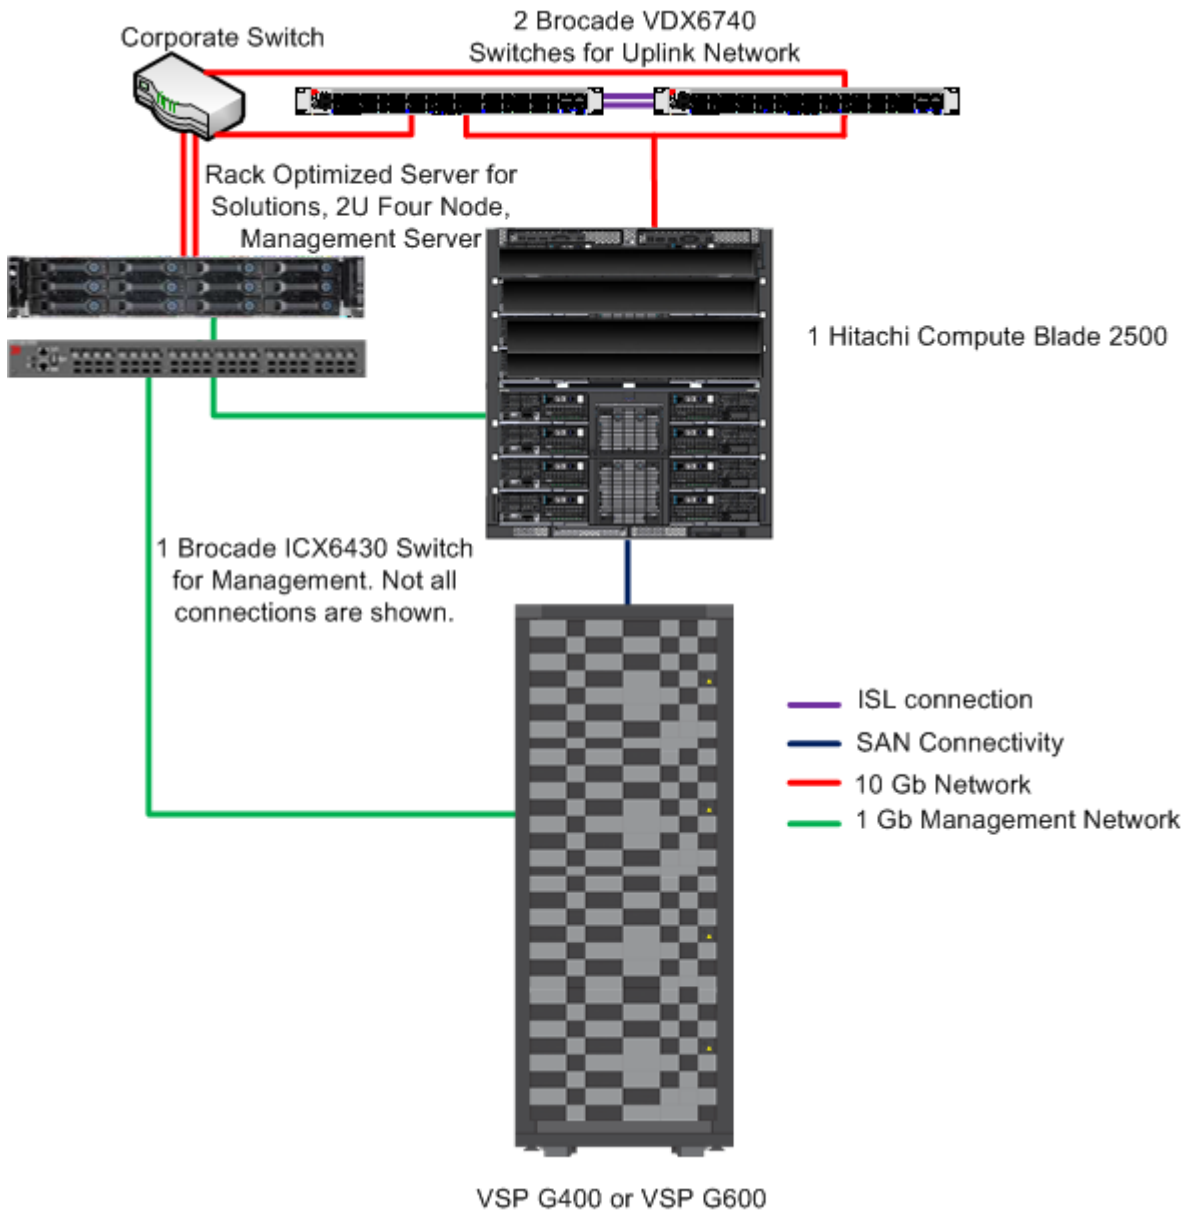 2 Brocade VDX6740
Switches for Uplink Network
Corporate Switch
Rack Optimized Server for
Solutions, 2U Four Node,
Management Server
1 Hitachi Compute Blade 2500
1 Brocade ICX6430 Switch
for Management. Not all
connections are shown.
ISL connection
SAN Connectivity
10 Gb Network
1 Gb Management Network
VSP G400 or VSP G600